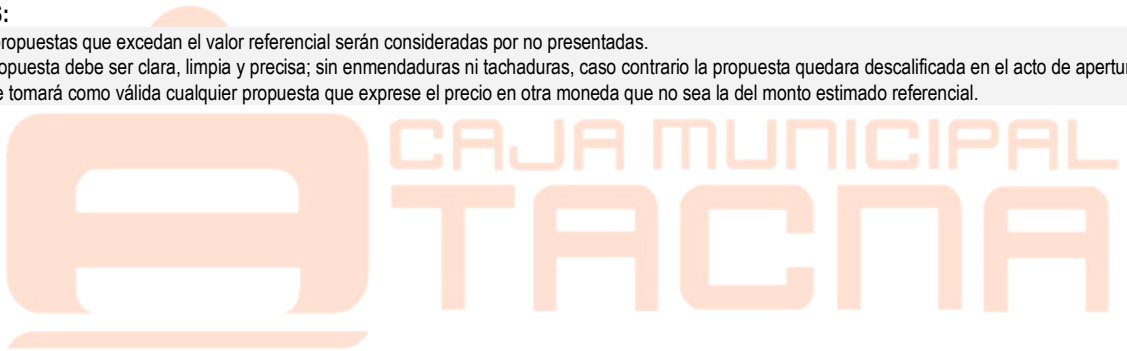 S:
ropuestas que excedan el valor referencial serán consideradas por no presentadas.
opuesta debe ser clara, limpia y precisa; sin enmendaduras ni tachaduras, caso contrario la propuesta quedara descalificada en el acto de apertur
e tomará como válida cualquier propuesta que exprese el precio en otra moneda que no sea la del monto estimado referencial.
CAJA MUNICIPAL
TACNA